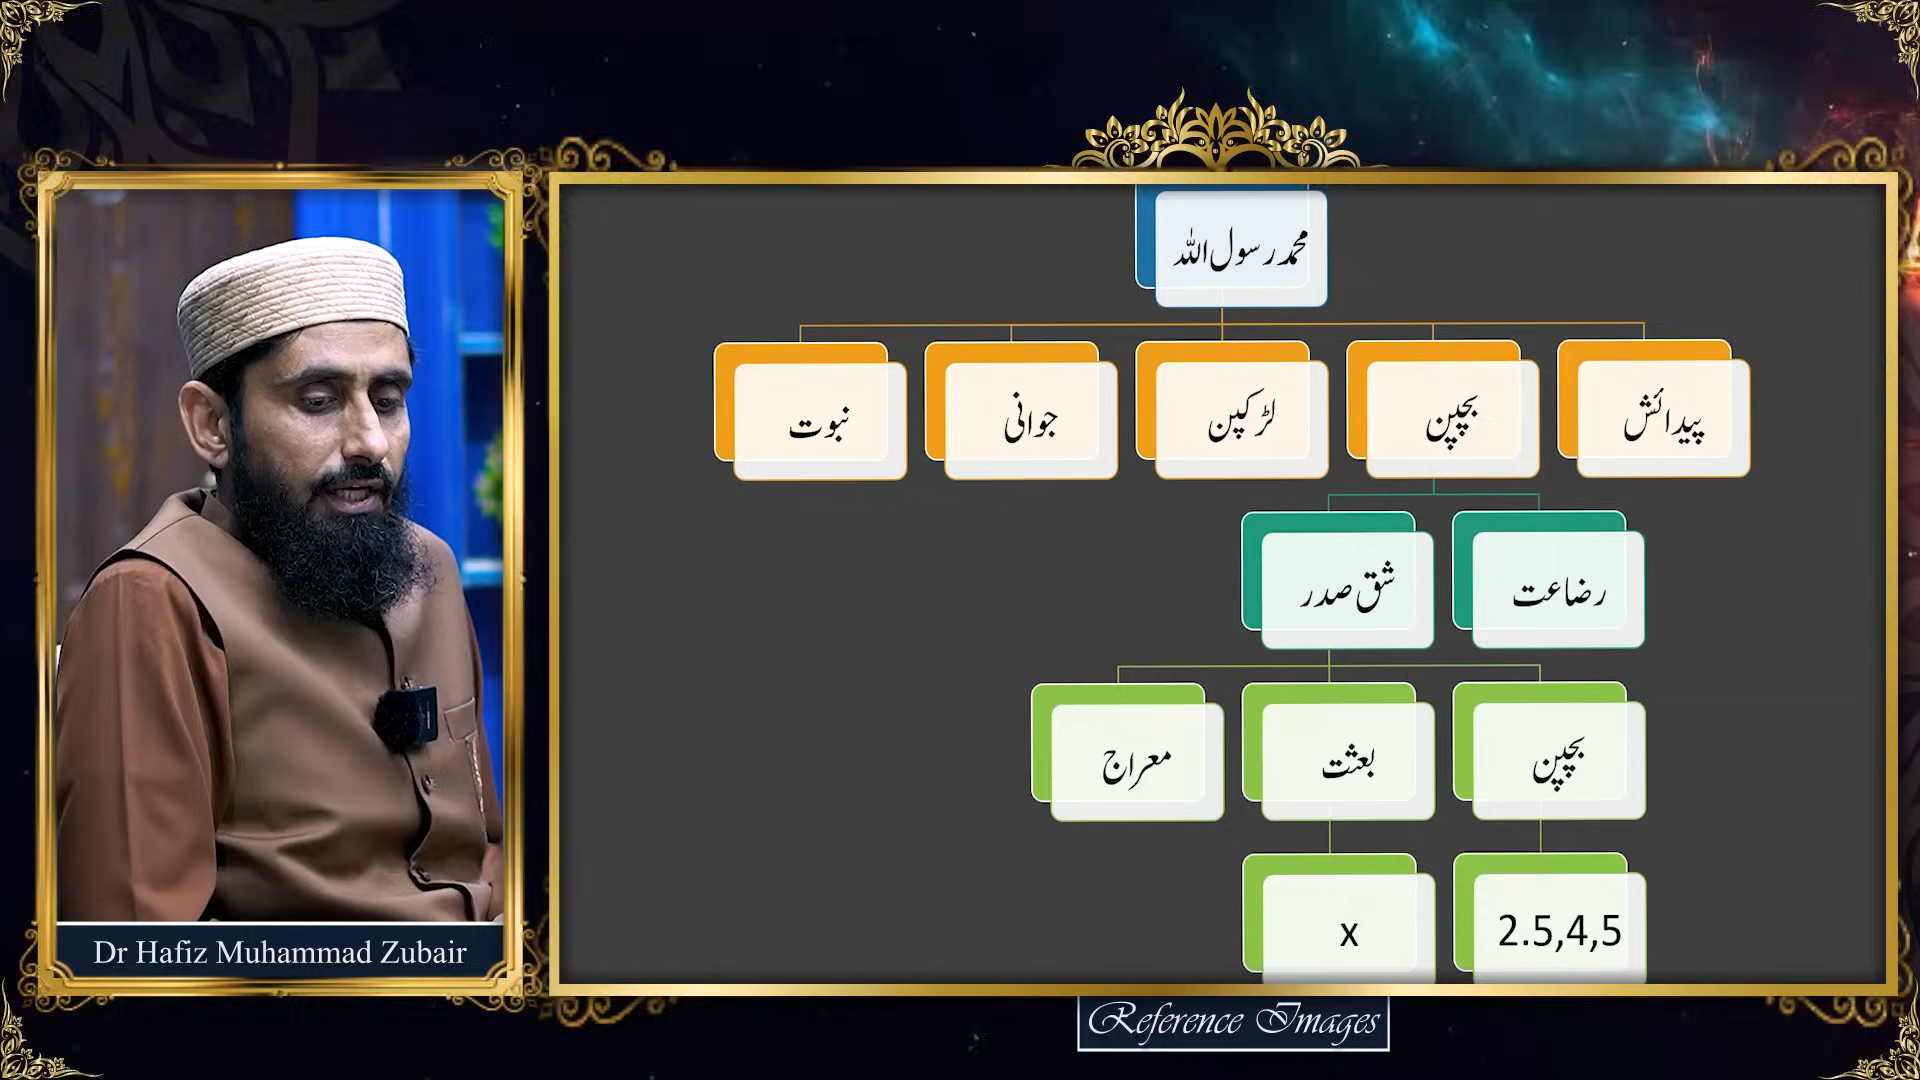 محمد رسول اللہ
پیدائش
بچپن
لڑکپن
جوانی
نبوت
رضاعت
شق صدر
بچپن
بعثت
معراج
2.5,4,5
x
Dr Hafiz Muhammad Zubair
Reference Images